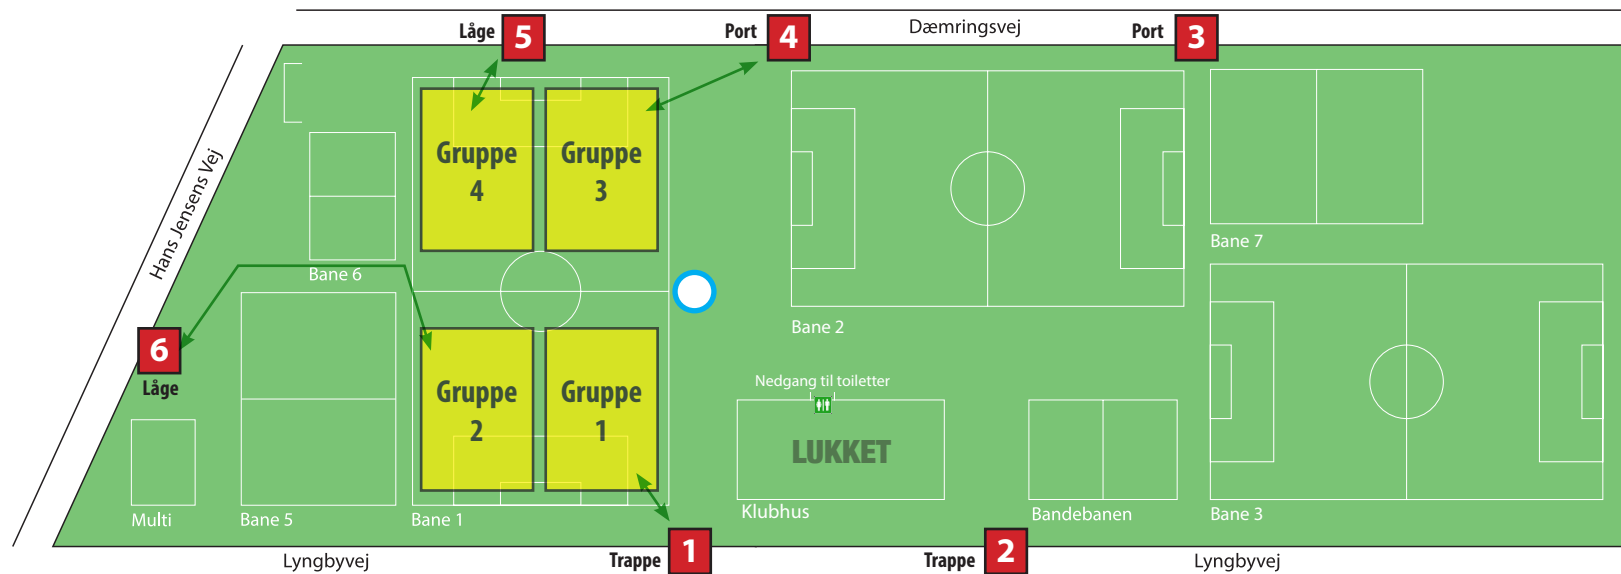 Dæmringsvej
Låge 5
Port 4
Port 3
Hans Jensens Vej
Gruppe
4
Gruppe
3
Bane 6
Bane 7
Bane 2
6
Låge
Gruppe
2
Gruppe
1
Nedgang til toiletter
LUKKET
Multi
Bane 5
Bane 1
Klubhus
Bandebanen
Bane 3
Lyngbyvej
Trappe 1
Trappe 2
Lyngbyvej